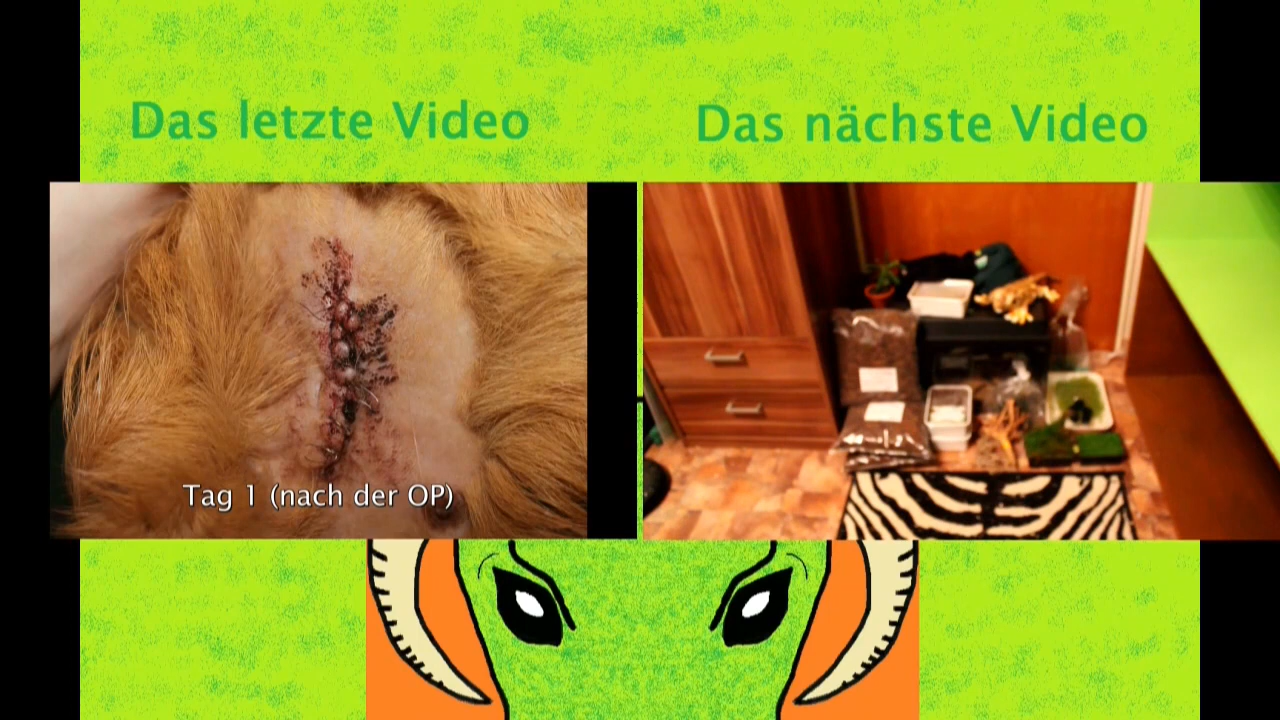 Das letzte Video
Das nächste Video
Tag 1 (nach der OP)